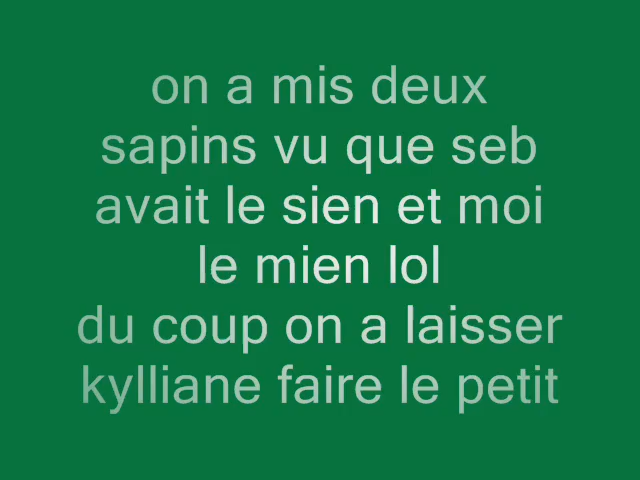 on a mis deux
sapins vu que seb
avait le sien et moi
le mien lol
du coup on a laisser
kylliane faire le petit